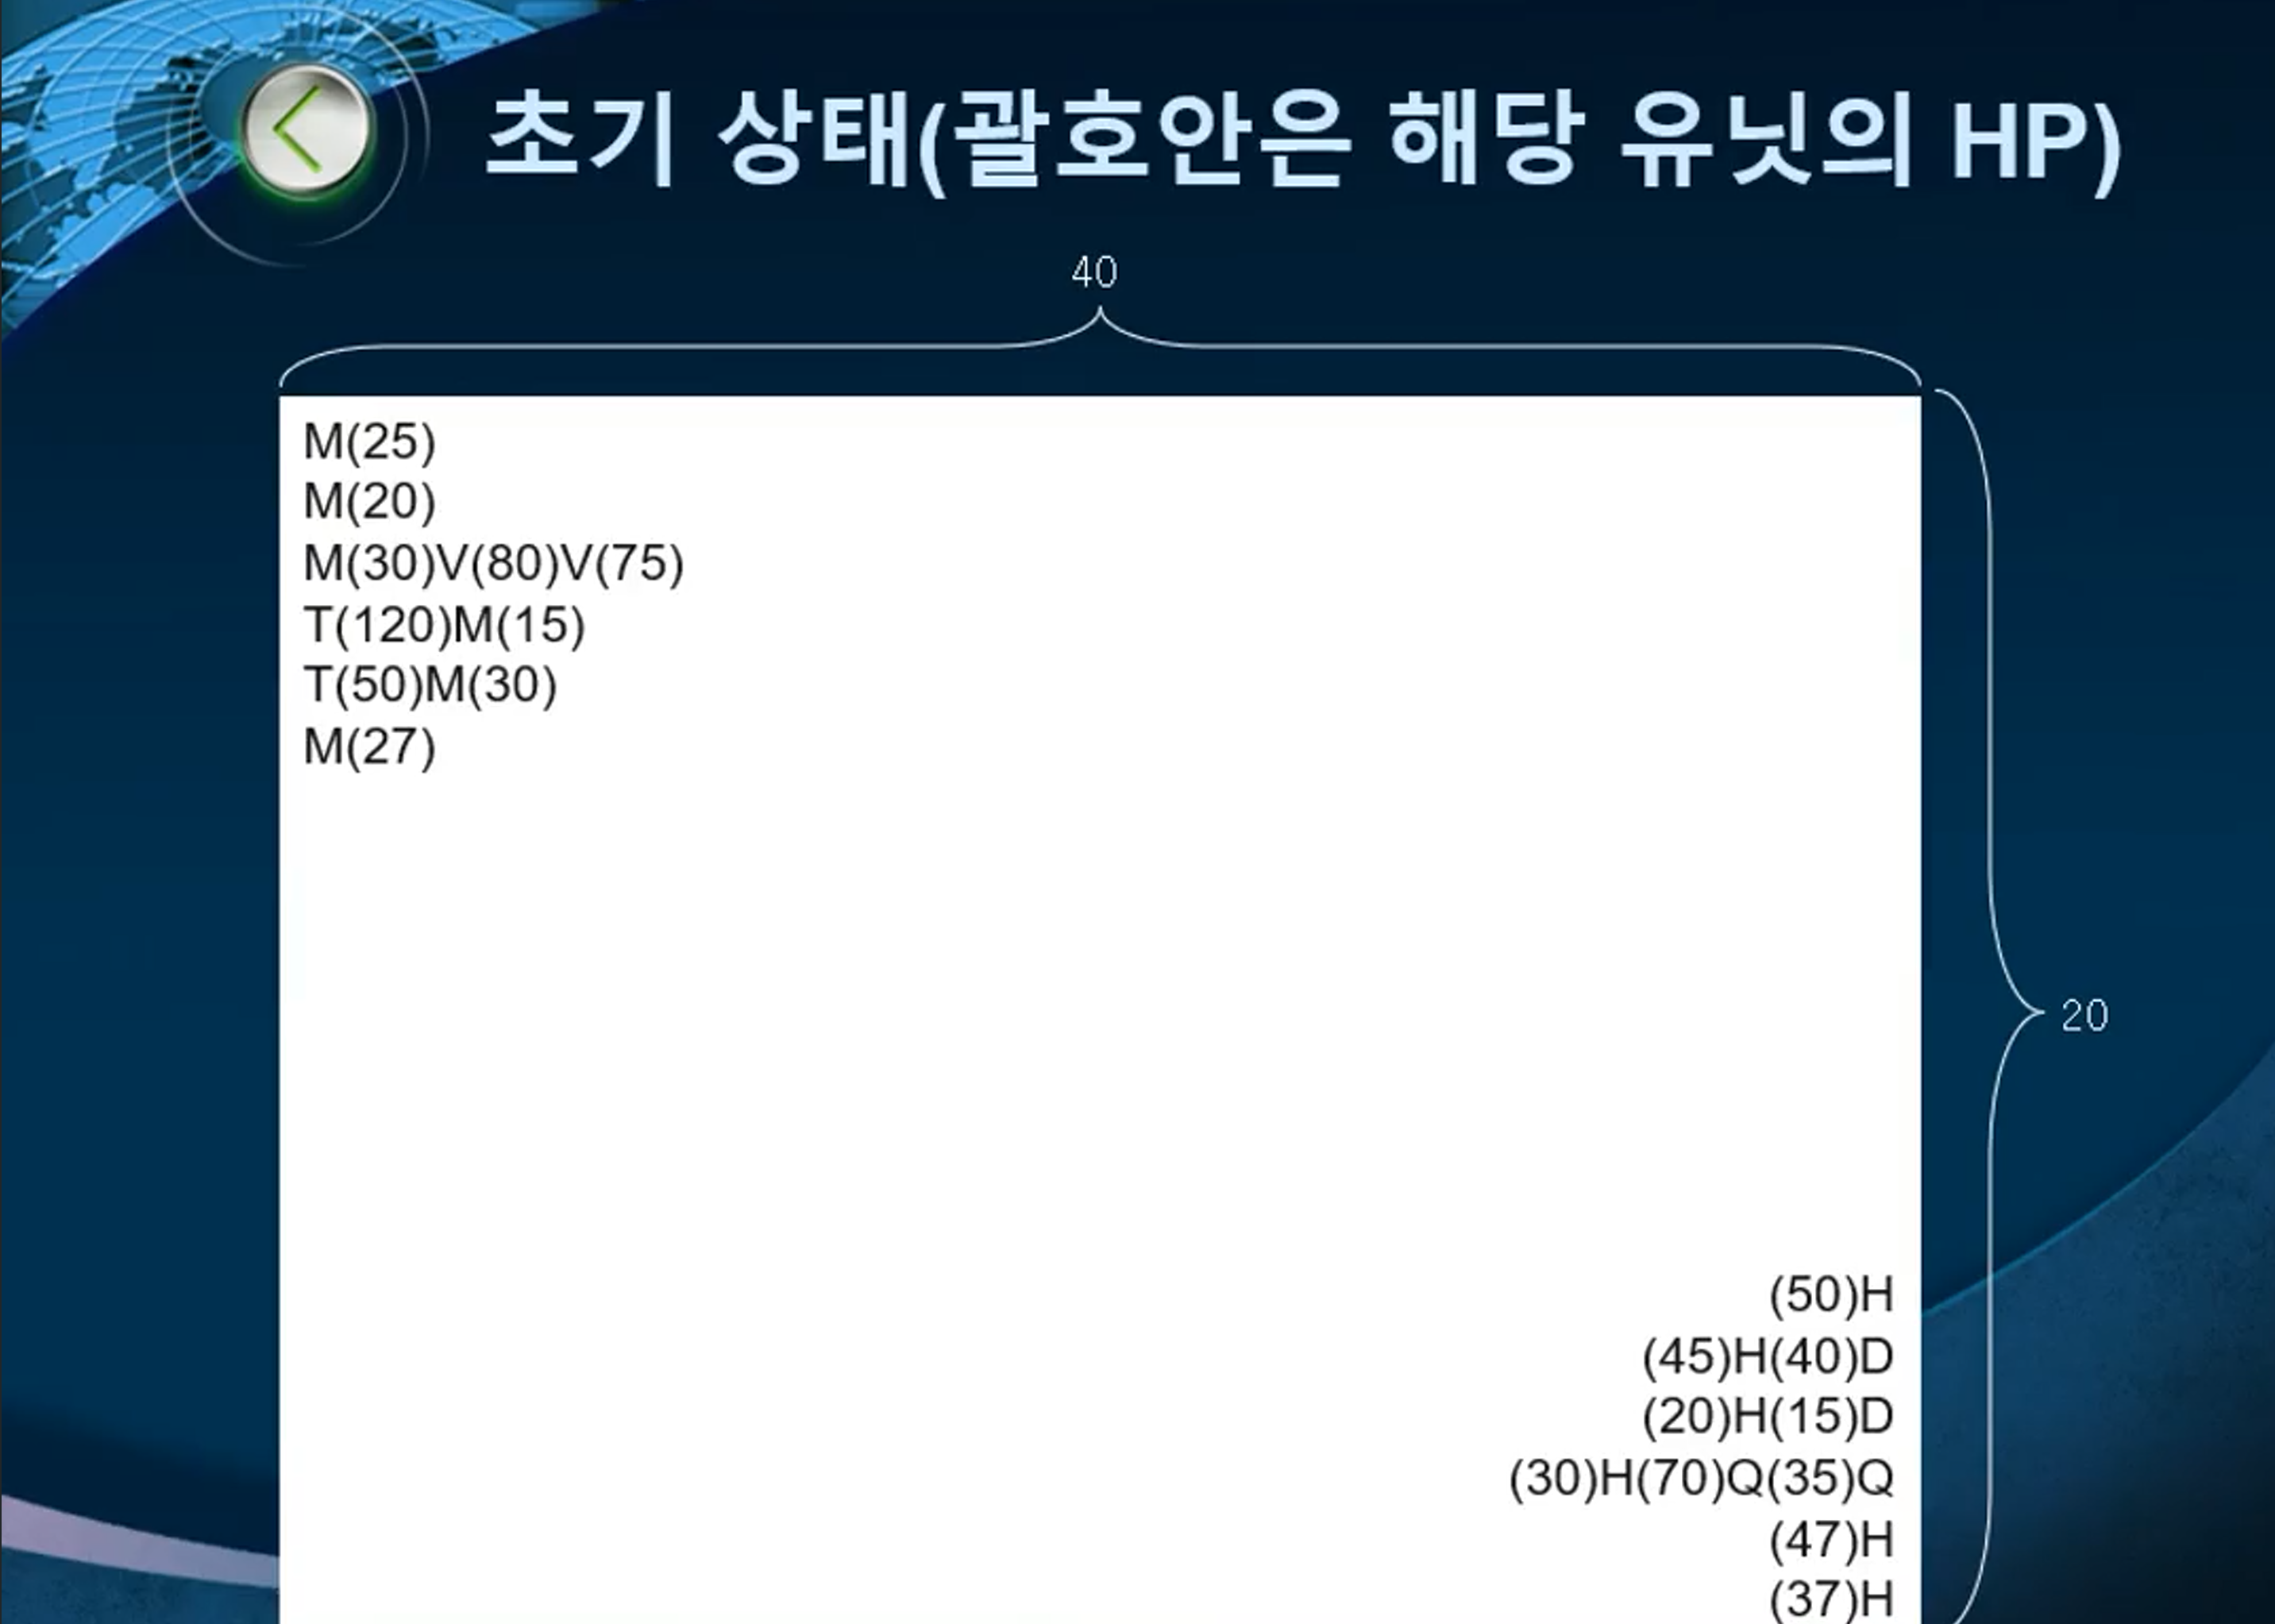 초기 상태(괄호안은 해당 유닛의 HP)
40
M(25)
M(20)
M(30)V(80)V(75)
T(120)M(15)
T(50)M(30)
M(27)
20
(50)H
(45)H(40)D
(20)H(15)D
(30)H(70)Q(35)Q
(47)H
(37)H